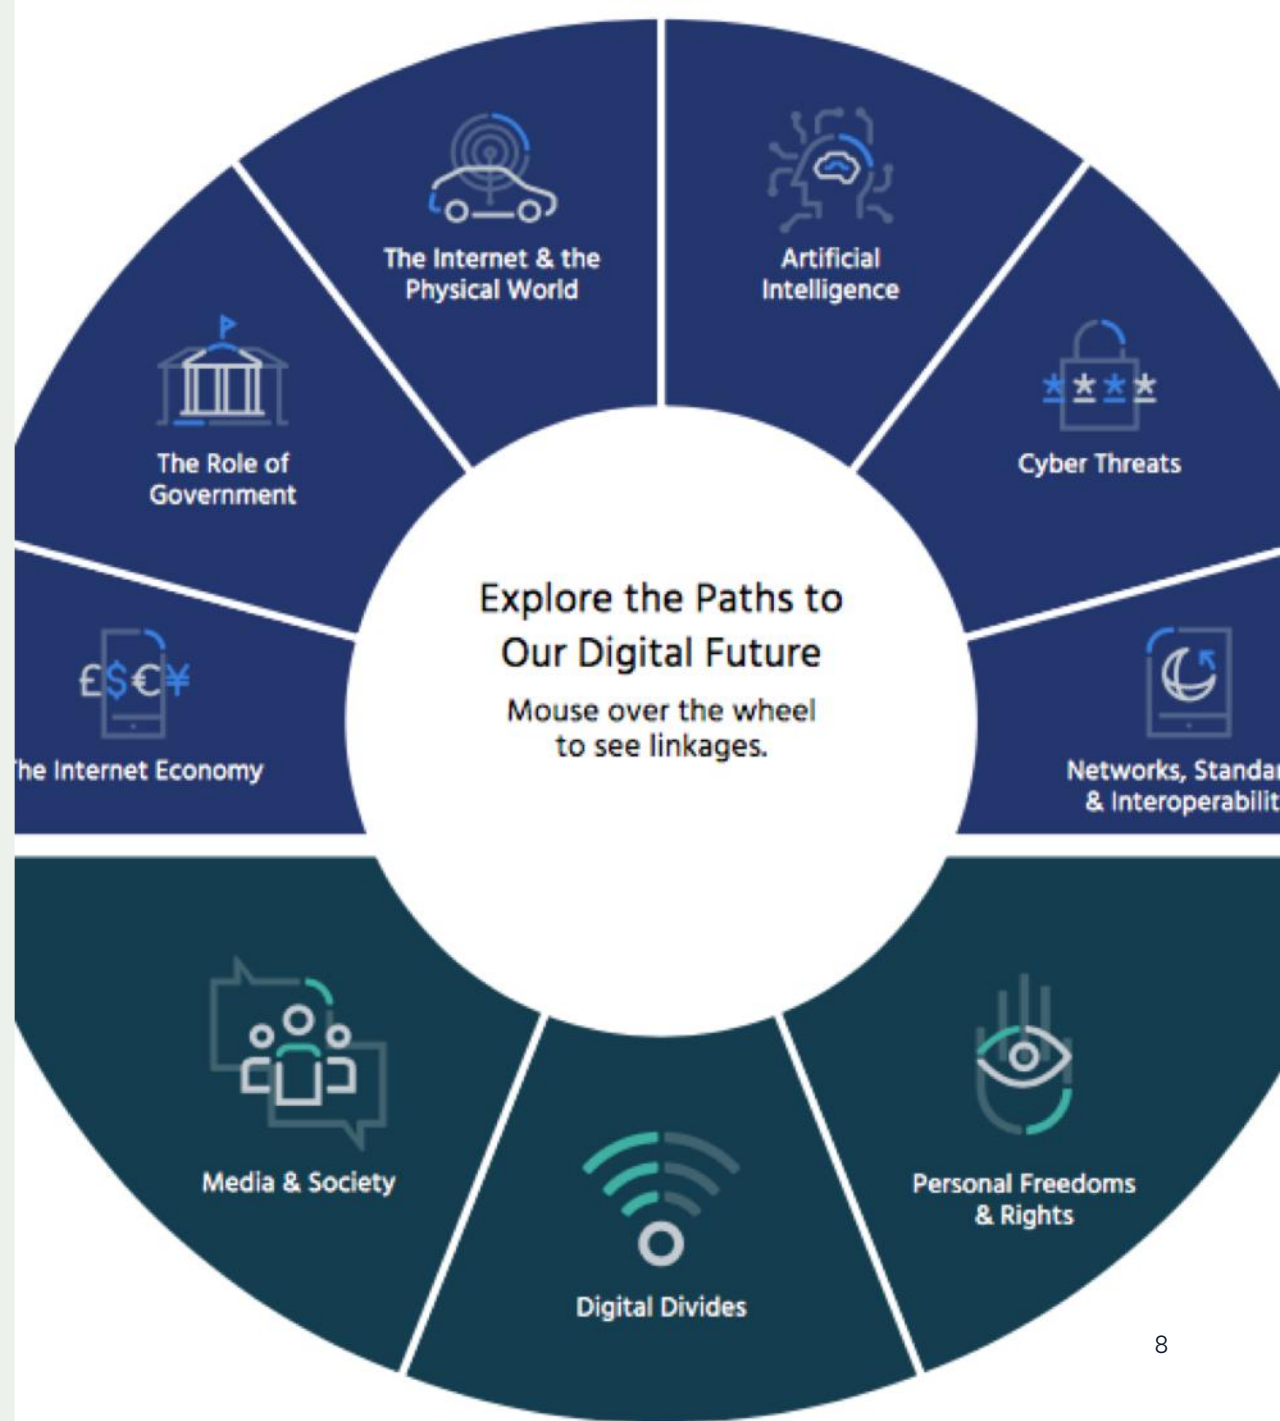 The Internet & the
Physical World
Artificial
Intelligence
The Role of
Government
£$€¥
* * * *
Cyber Threats
Explore the Paths to
Our Digital Future
Mouse over the wheel
to see linkages.
he Internet Economy
Networks, Standar
& Interoperabilit
Media & Society
Personal Freedoms
& Rights
Digital Divides
8